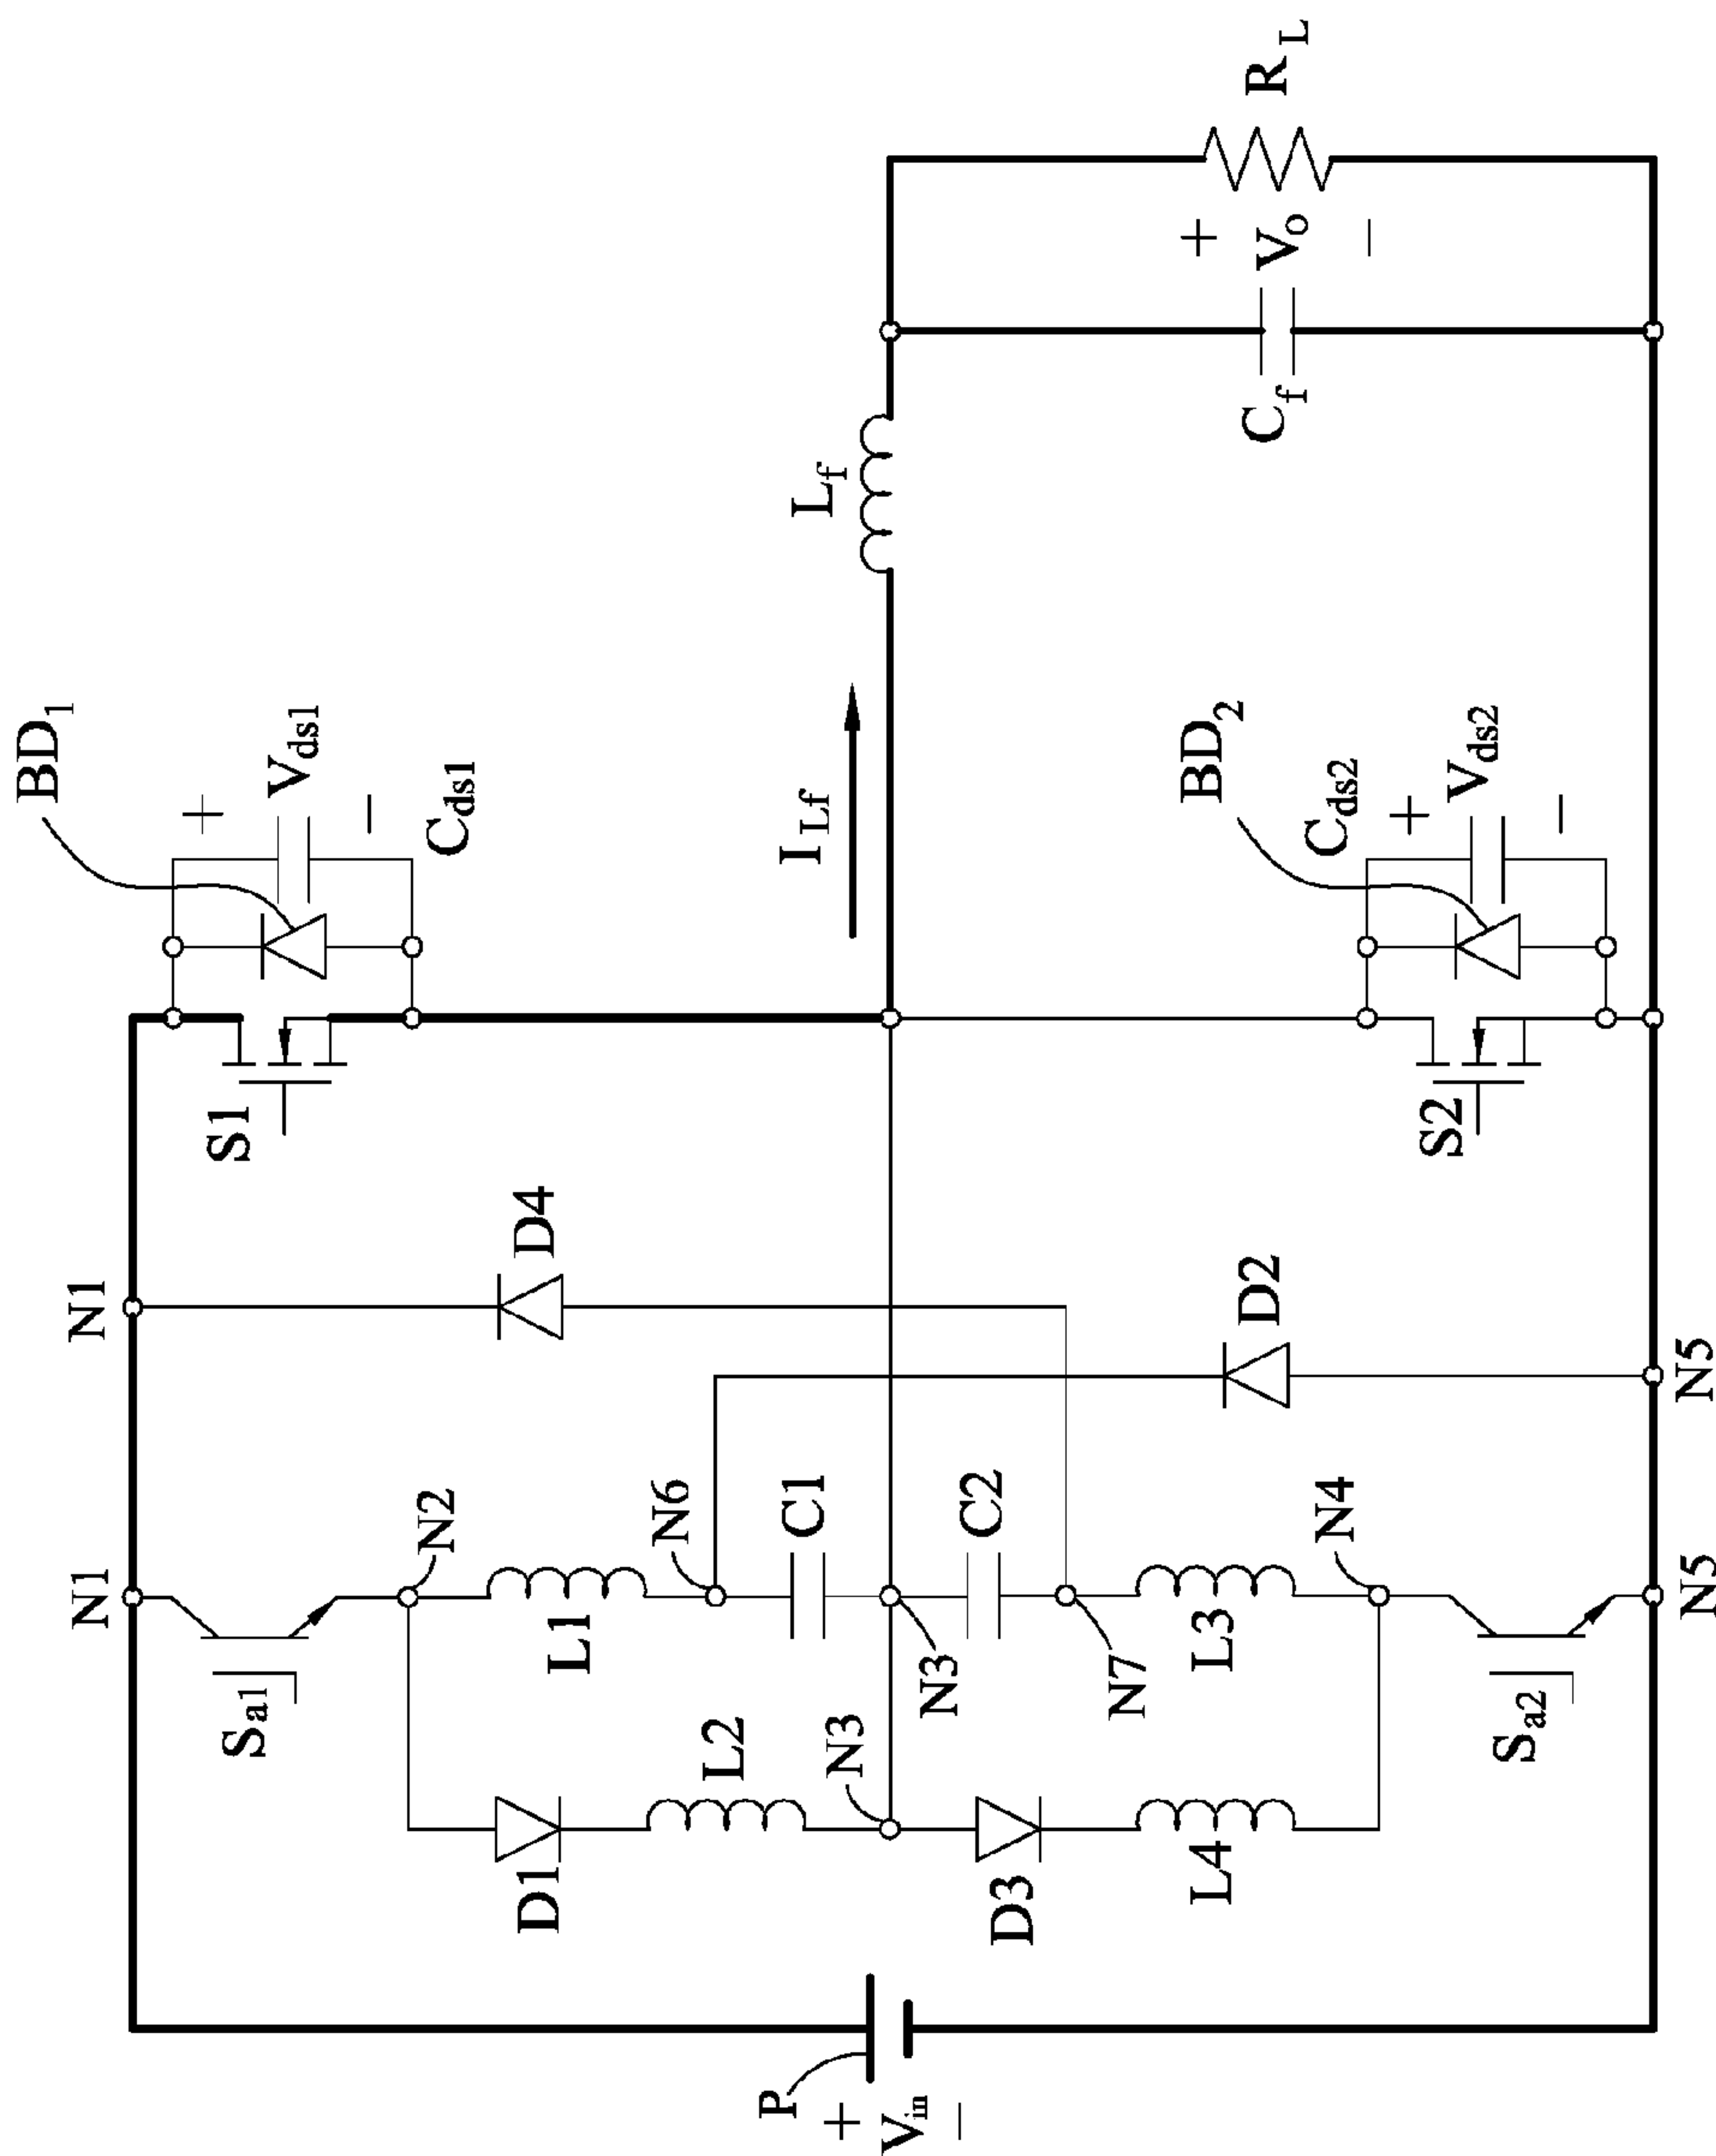 BD1
+
Vds1
−
Cds1
N1
N1
S1
D4
Sa1
N2
L1
N6
C1
ILf
Lf
D1
L2
N3
N3
C2
P
+
Vin
−
D3
N7
L3
L4
N4
D2
Sa2
N5
N5
S2
BD2
Cds2
+
Vds2
−
Cf
+
Vo
−
RL